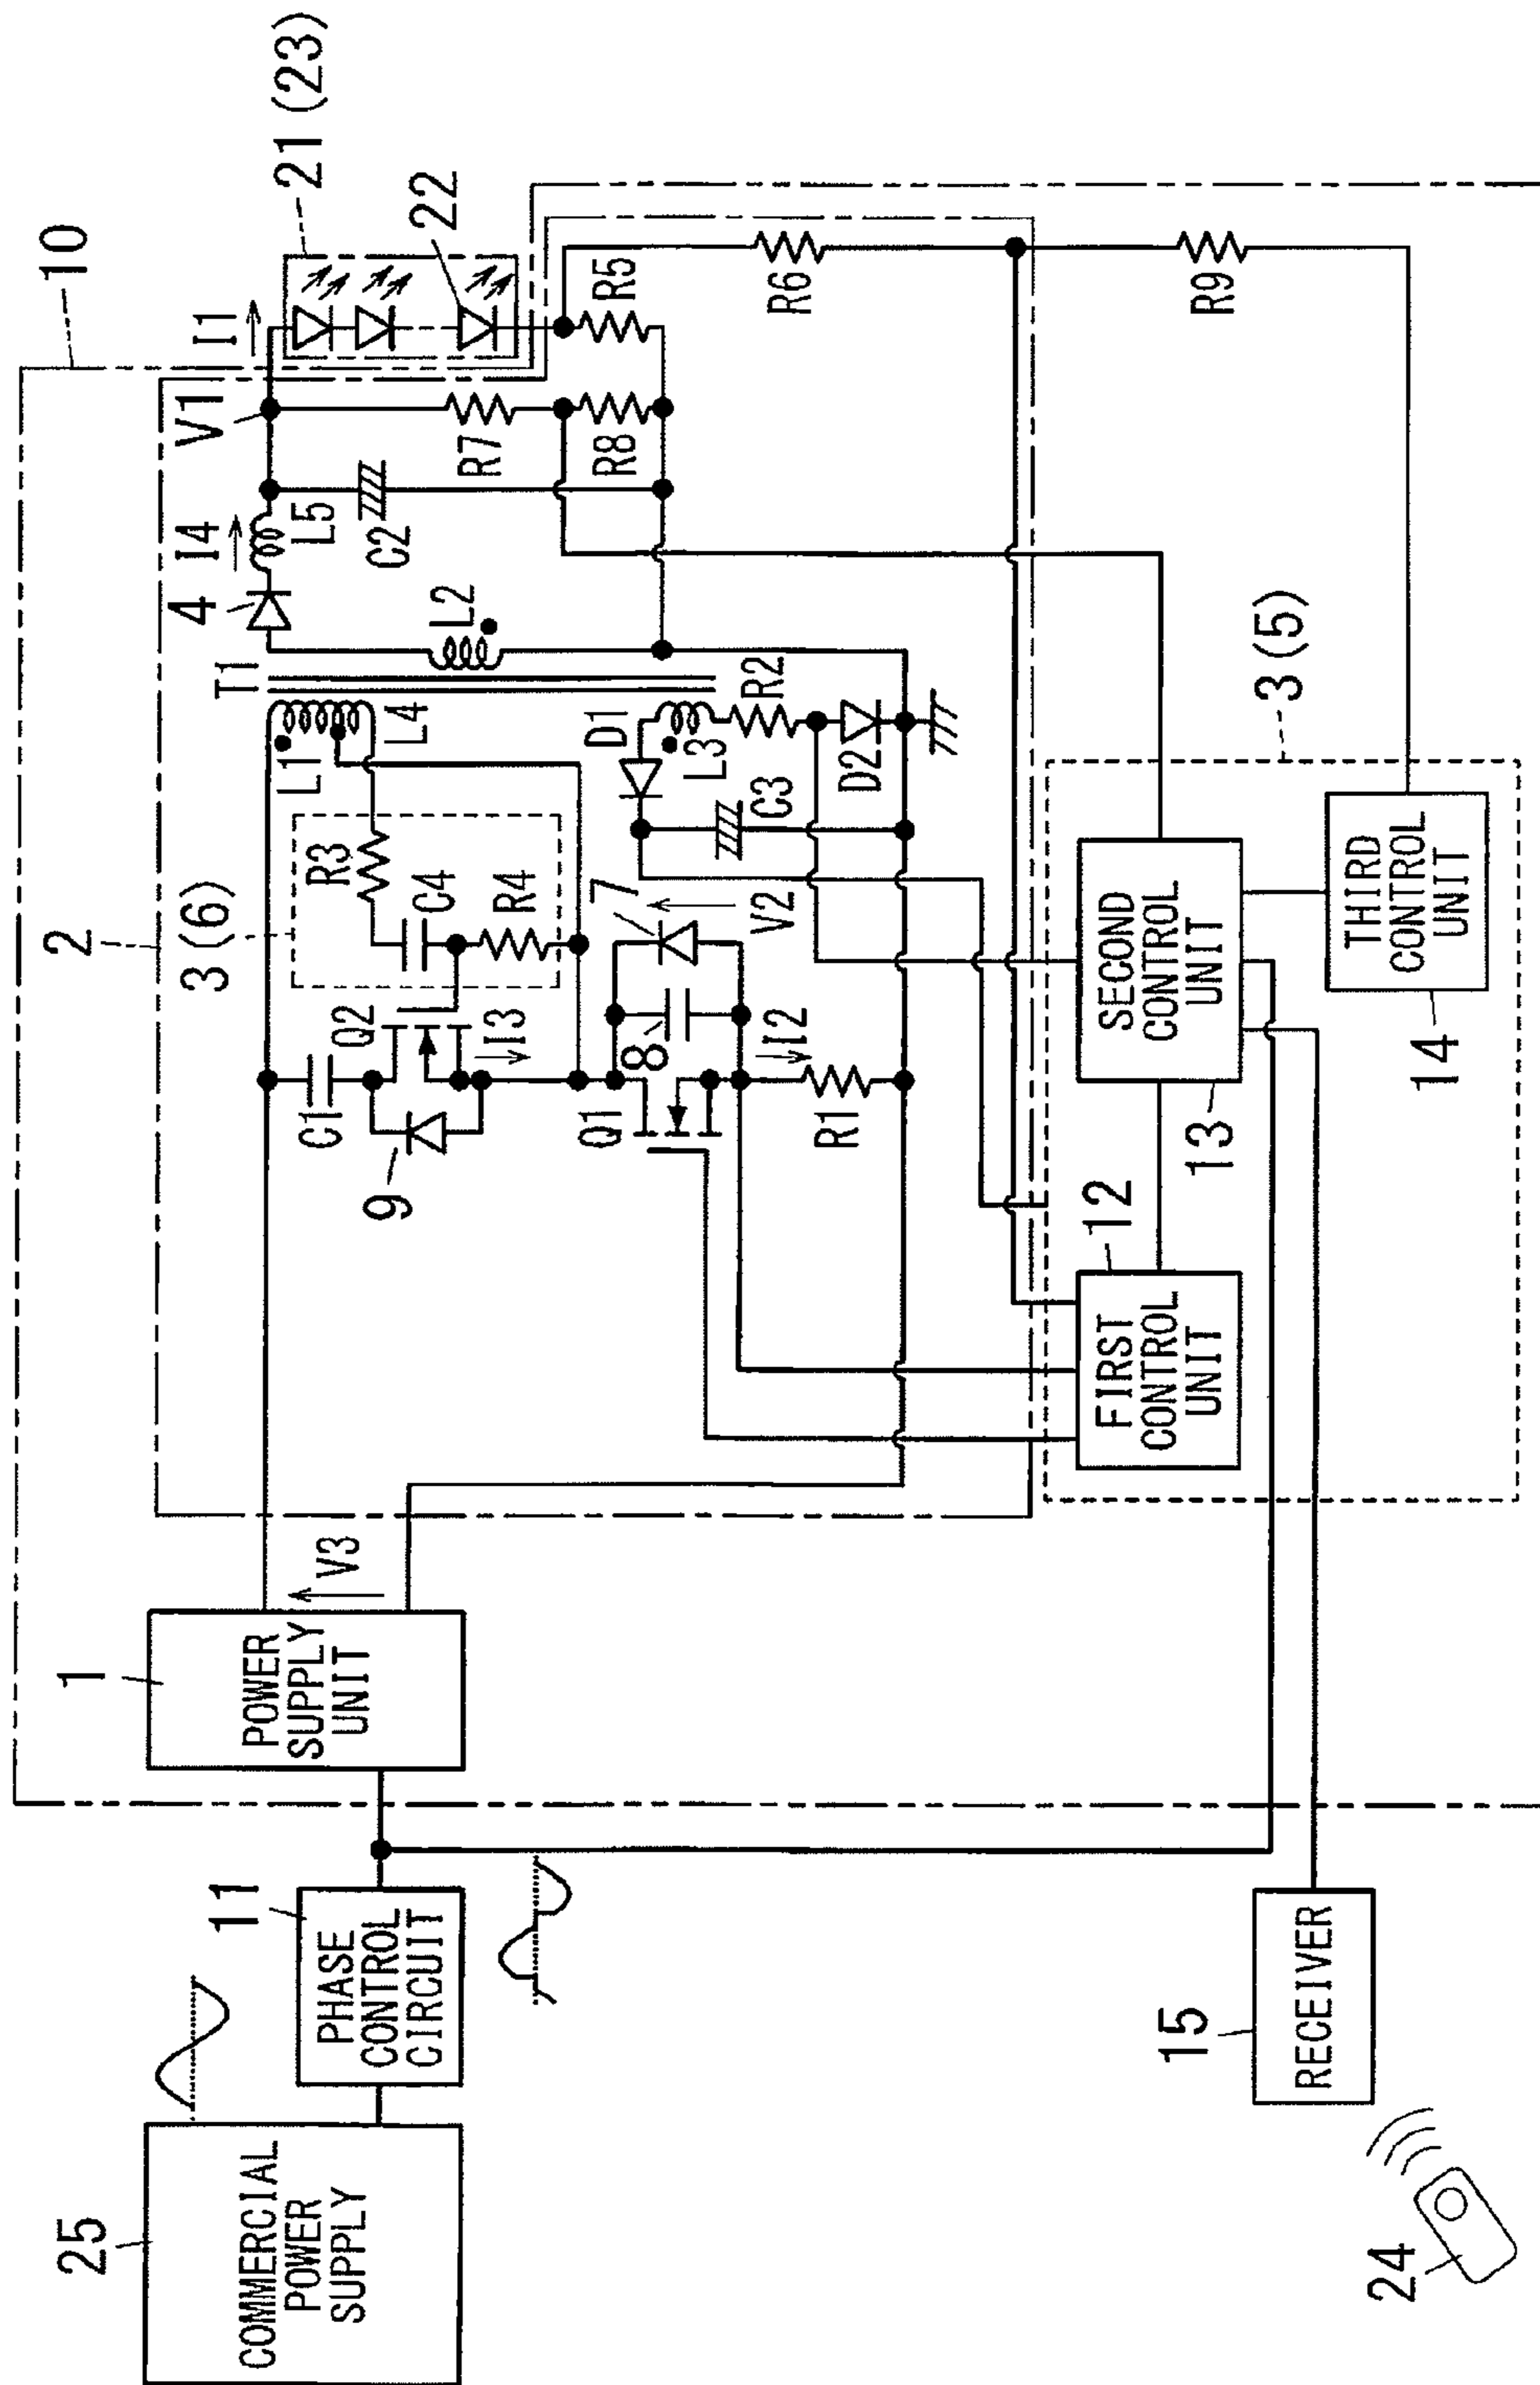 10
2
21(23)
22
I1
V1
I4
4
L5
C2
R7
R8
R5
R6
R9
T1
L2
L1
L4
3(6)
R3
C4
R4
D1
L3
R2
D2
C3
C1
Q2
9
I3
7
8
V2
Q1
I2
R1
3(5)
12
FIRST
CONTROL
UNIT
SECOND
CONTROL
UNIT
13
THIRD
CONTROL
UNIT
14
V3
1
POWER
SUPPLY
UNIT
11
PHASE
CONTROL
CIRCUIT
25
COMMERCIAL
POWER
SUPPLY
15
RECEIVER
24